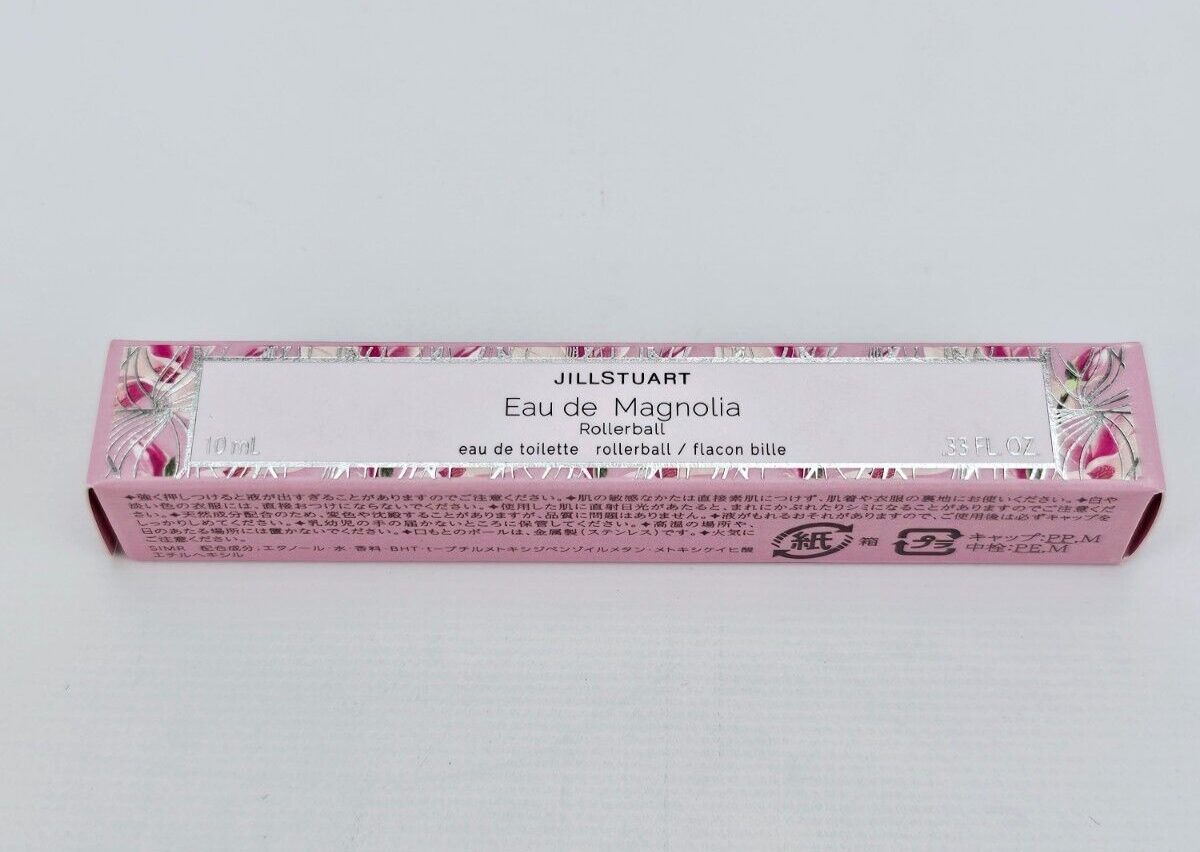 JILLSTUART
Eau de Magnolia
Rollerball
10 mL
eau de toilette rollerball / flacon bille
.33 FL. OZ.
◆強く押しつけると液が出すぎることがありますのでご注意ください。◆肌の敏感なかたは直接素肌につけず、肌着や衣服の裏地にお使いください。◆白や
淡い色の衣服には、直接おつけにならないでください。◆使用した肌に直射日光があたると、まれにかぶれたりシミになることがありますのでご注意くだ
さい。◆天然成分配合のため、変色や沈殿することがありますが、品質に問題はありません。◆液がもれるおそれがありますので、ご使用後は必ずキャップを
しっかりしめてください。◆乳幼児の手の届かないところに保管してください。◆高温の場所や、
日のあたる場所には置かないでください。◆口もとのボールは、金属製(ステンレス)です。◆火気に
ご注意ください。
SIMR 配合成分:エタノール・水・香料・BHT・t-ブチルメトキシジベンゾイルメタン・メトキシケイヒ酸
エチルヘキシル
紙 箱
プラ キャップ:PP,M
中栓:PE,M